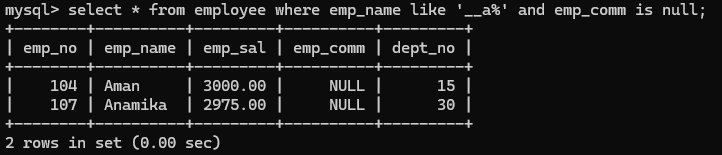 mysql> select * from employee where emp_name like '__a%' and emp_comm is null;
+--------+----------+---------+----------+---------+
| emp_no | emp_name | emp_sal | emp_comm | dept_no |
+--------+----------+---------+----------+---------+
|    104 | Aman     | 3000.00 |     NULL |      15 |
|    107 | Anamika  | 2975.00 |     NULL |      30 |
+--------+----------+---------+----------+---------+
2 rows in set (0.00 sec)